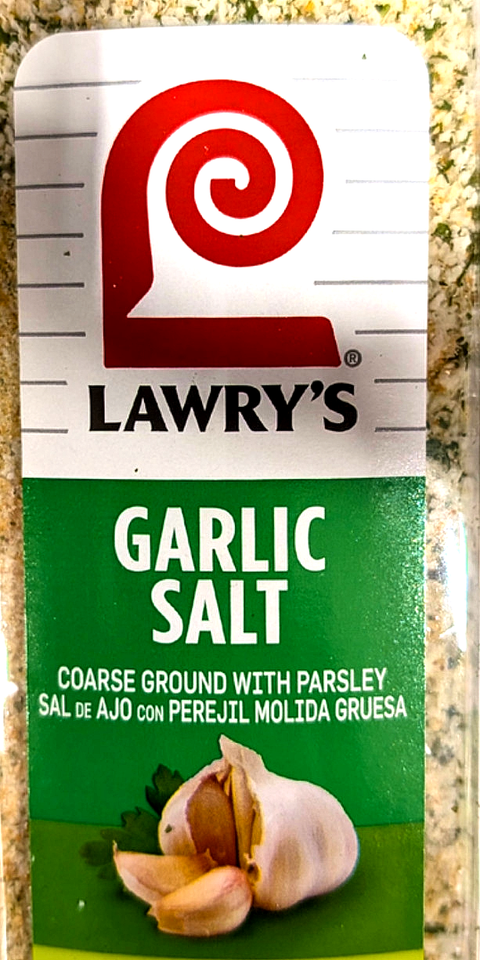 ®
LAWRY'S
GARLIC
SALT
COARSE GROUND WITH PARSLEY
SAL DE AJO CON PEREJIL MOLIDA GRUESA